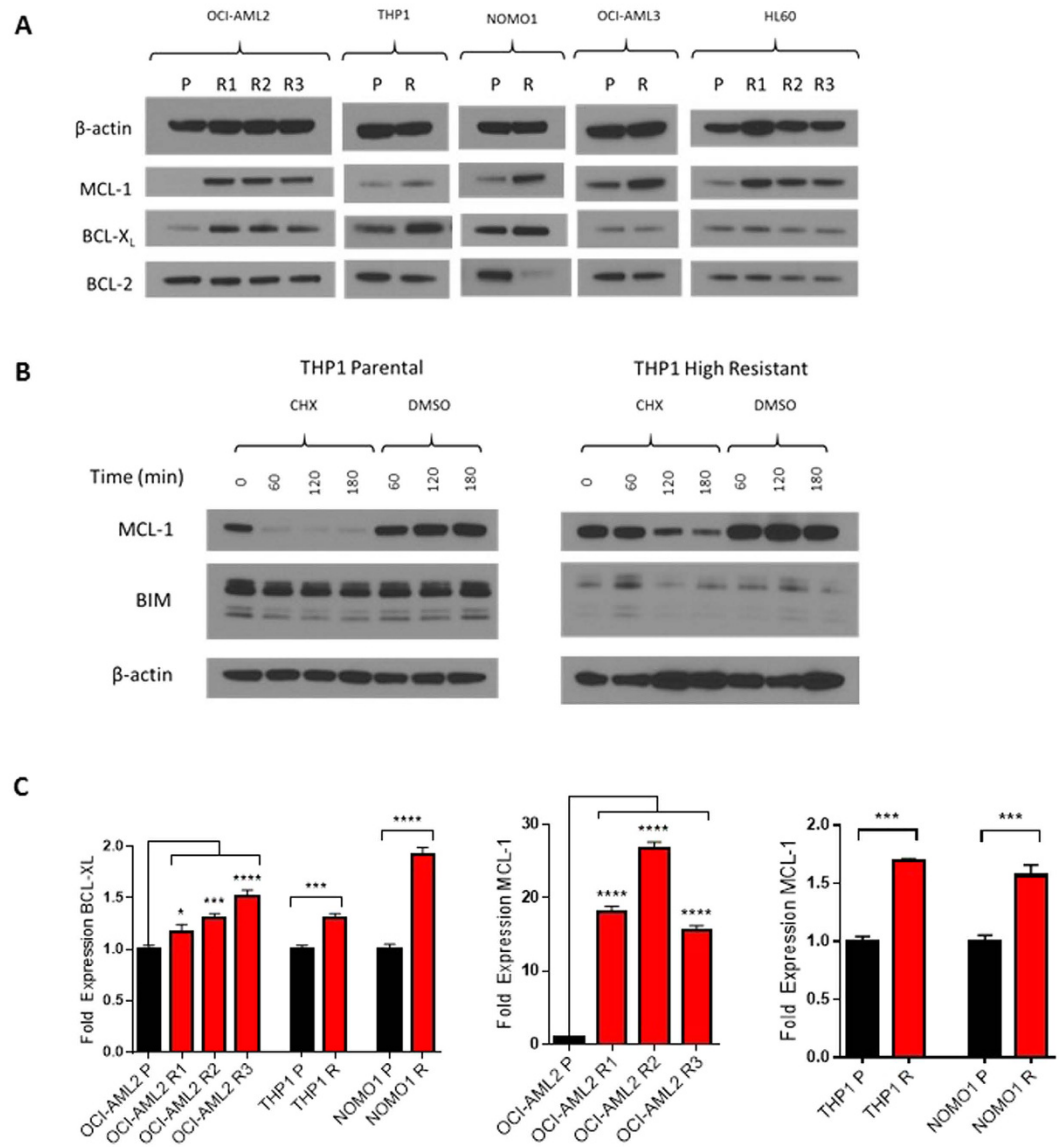 A
OCI-AML2 THP1 NOMO1 OCI-AML3 HL60
P R1 R2 R3 P R P R P R P R1 R2 R3
β-actin
MCL-1
BCL-XL
BCL-2
B
THP1 Parental THP1 High Resistant
CHX DMSO CHX DMSO
Time (min) 0 60 120 180 60 120 180 0 60 120 180 60 120 180
MCL-1
BIM
β-actin
C
Fold Expression BCL-XL
2.0
1.5
1.0
0.5
0.0
* *** **** *** ****
OCI-AML2 P
OCI-AML2 R1
OCI-AML2 R2
OCI-AML2 R3
THP1 P
THP1 R
NOMO1 P
NOMO1 R
Fold Expression MCL-1
30
20
10
0
**** **** ****
OCI-AML2 P
OCI-AML2 R1
OCI-AML2 R2
OCI-AML2 R3
Fold Expression MCL-1
2.0
1.5
1.0
0.5
0.0
*** ***
THP1 P
THP1 R
NOMO1 P
NOMO1 R